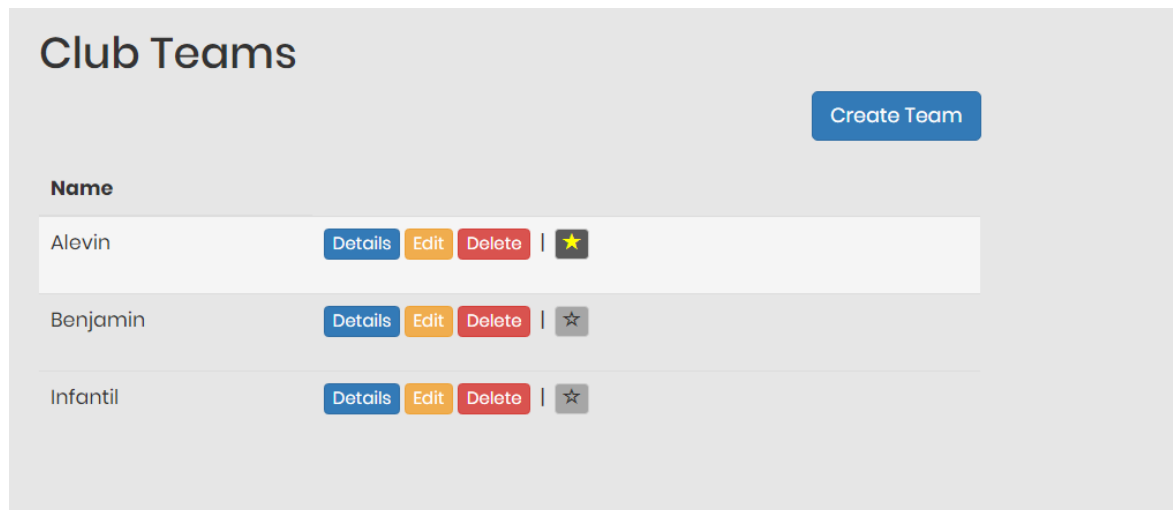 Club Teams
Create Team
Name
Alevin Details Edit Delete | ★
Benjamin Details Edit Delete | ☆
Infantil Details Edit Delete | ☆